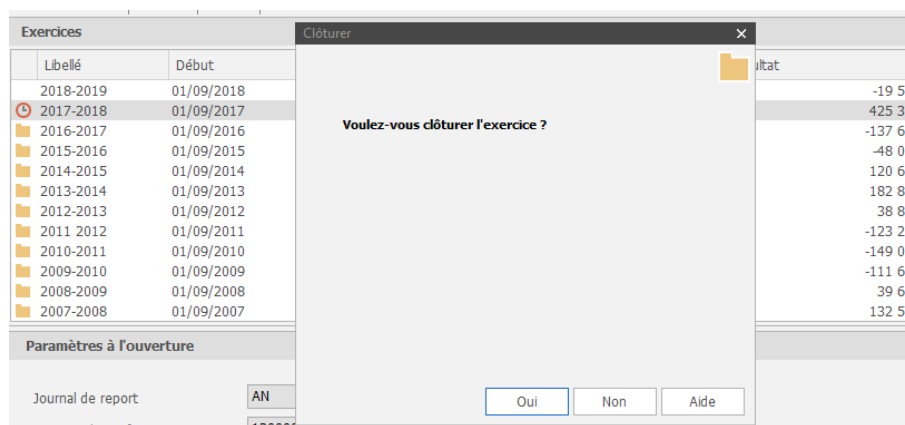 Exercices
Clôturer
Libellé Début ultat
2018-2019 01/09/2018 -19 5
2017-2018 01/09/2017 425 3
2016-2017 01/09/2016 -137 6
2015-2016 01/09/2015 -48 0
2014-2015 01/09/2014 120 6
2013-2014 01/09/2013 182 8
2012-2013 01/09/2012 38 8
2011 2012 01/09/2011 -123 2
2010-2011 01/09/2010 -149 0
2009-2010 01/09/2009 -111 6
2008-2009 01/09/2008 39 6
2007-2008 01/09/2007 132 5
Voulez-vous clôturer l'exercice ?
Paramètres à l'ouverture
Journal de report AN
Oui Non Aide